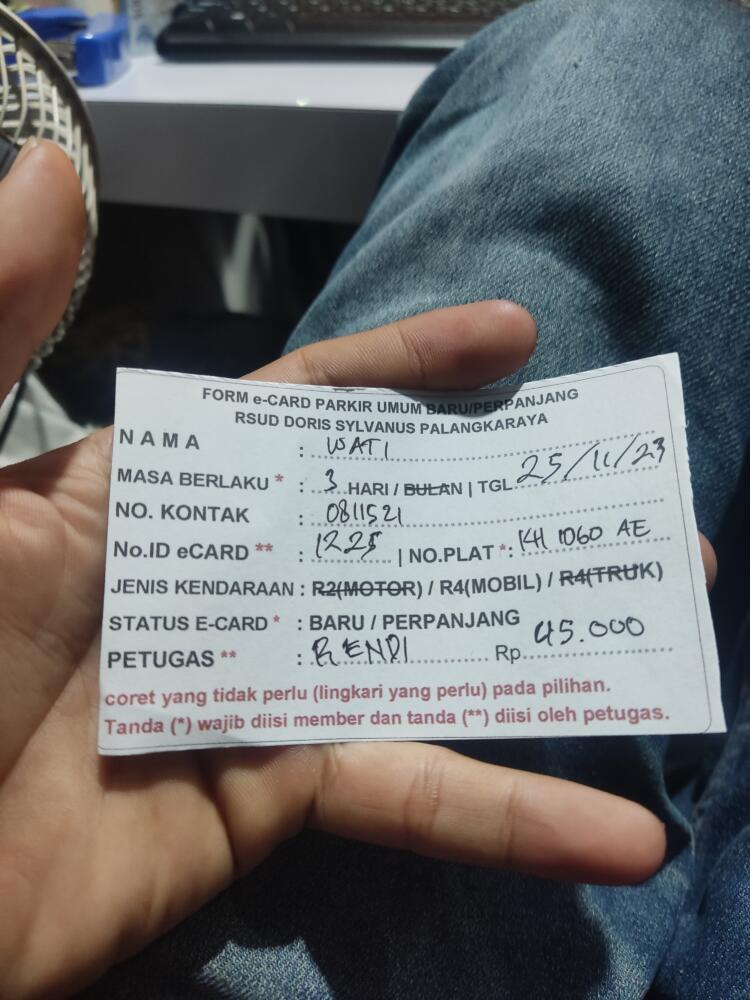 FORM e-CARD PARKIR UMUM BARU/PERPANJANG
RSUD DORIS SYLVANUS PALANGKARAYA
NAMA : WATI
MASA BERLAKU * : 3 HARI / BULAN | TGL 25/11/23
NO. KONTAK : 0811521
No.ID eCARD ** : 1225 | NO.PLAT *: KH 1060 AE
JENIS KENDARAAN : R2(MOTOR) / R4(MOBIL) / R4(TRUK)
STATUS E-CARD * : BARU / PERPANJANG
PETUGAS ** : RENDI Rp 45.000
coret yang tidak perlu (lingkari yang perlu) pada pilihan.
Tanda (*) wajib diisi member dan tanda (**) diisi oleh petugas.